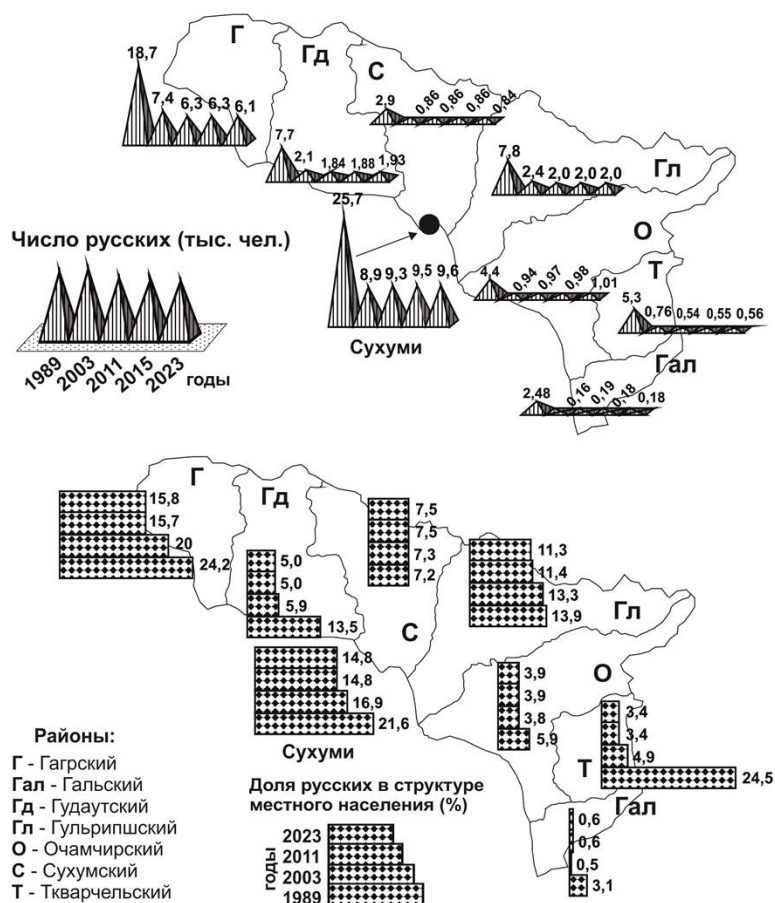 Г
18,7
7,4
6,3
6,3
6,1
Гд
7,7
2,1
1,84
1,88
1,93
С
2,9
0,86
0,86
0,86
0,84
7,8
2,4
2,0
2,0
2,0
Гл
25,7
8,9
9,3
9,5
9,6
Сухуми
О
4,4
0,94
0,97
0,98
1,01
Т
5,3
0,76
0,54
0,55
0,56
Гал
2,48
0,16
0,19
0,18
0,18
Число русских (тыс. чел.)
1989
2003
2011
2015
2023
годы
Г
15,8
15,7
20
24,2
Гд
5,0
5,0
5,9
13,5
7,5
7,5
7,3
7,2
С
11,3
11,4
13,3
13,9
Гл
14,8
14,8
16,9
21,6
Сухуми
3,9
3,9
3,8
5,9
О
3,4
3,4
4,9
24,5
Т
Гал
0,6
0,6
0,5
3,1
Районы:
Г - Гагрский
Гал - Гальский
Гд - Гудаутский
Гл - Гульрипшский
О - Очамчирский
С - Сухумский
Т - Ткварчельский
Доля русских в структуре
местного населения (%)
годы
2023
2011
2003
1989